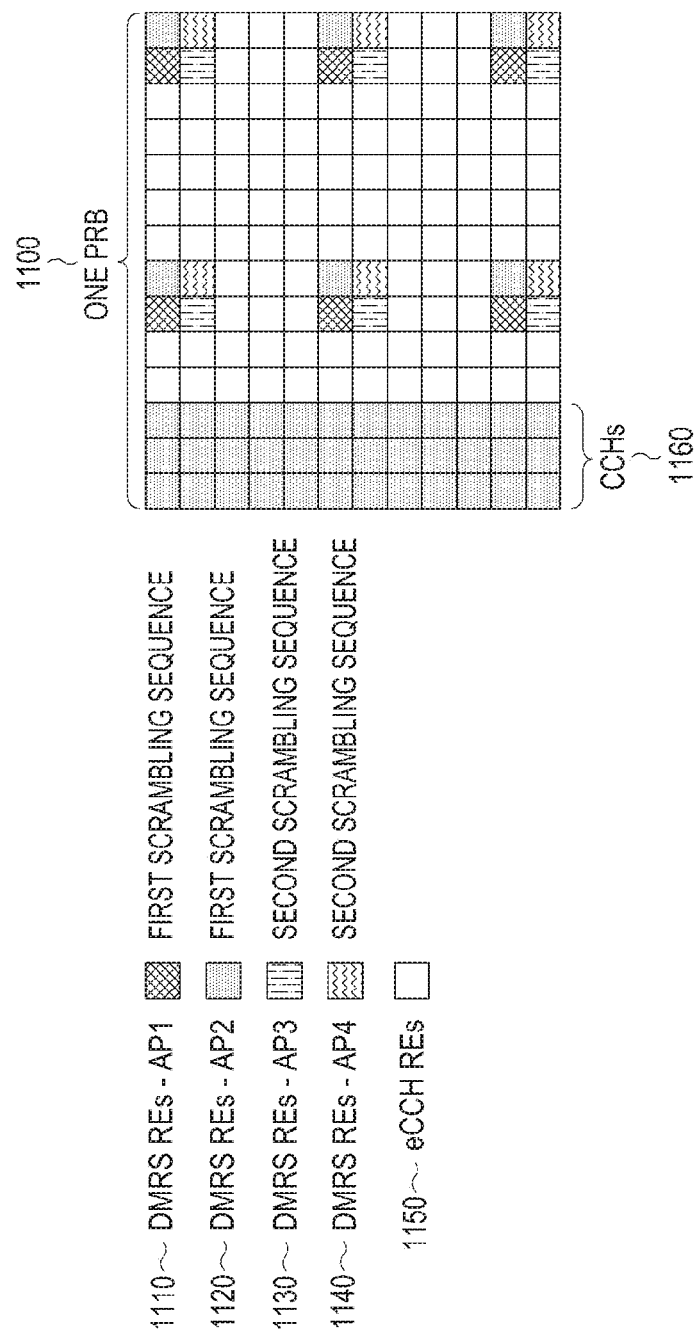 1100
ONE PRB
CCHs
1160
1110 DMRS REs - AP1 FIRST SCRAMBLING SEQUENCE
1120 DMRS REs - AP2 FIRST SCRAMBLING SEQUENCE
1130 DMRS REs - AP3 SECOND SCRAMBLING SEQUENCE
1140 DMRS REs - AP4 SECOND SCRAMBLING SEQUENCE
1150 eCCH REs